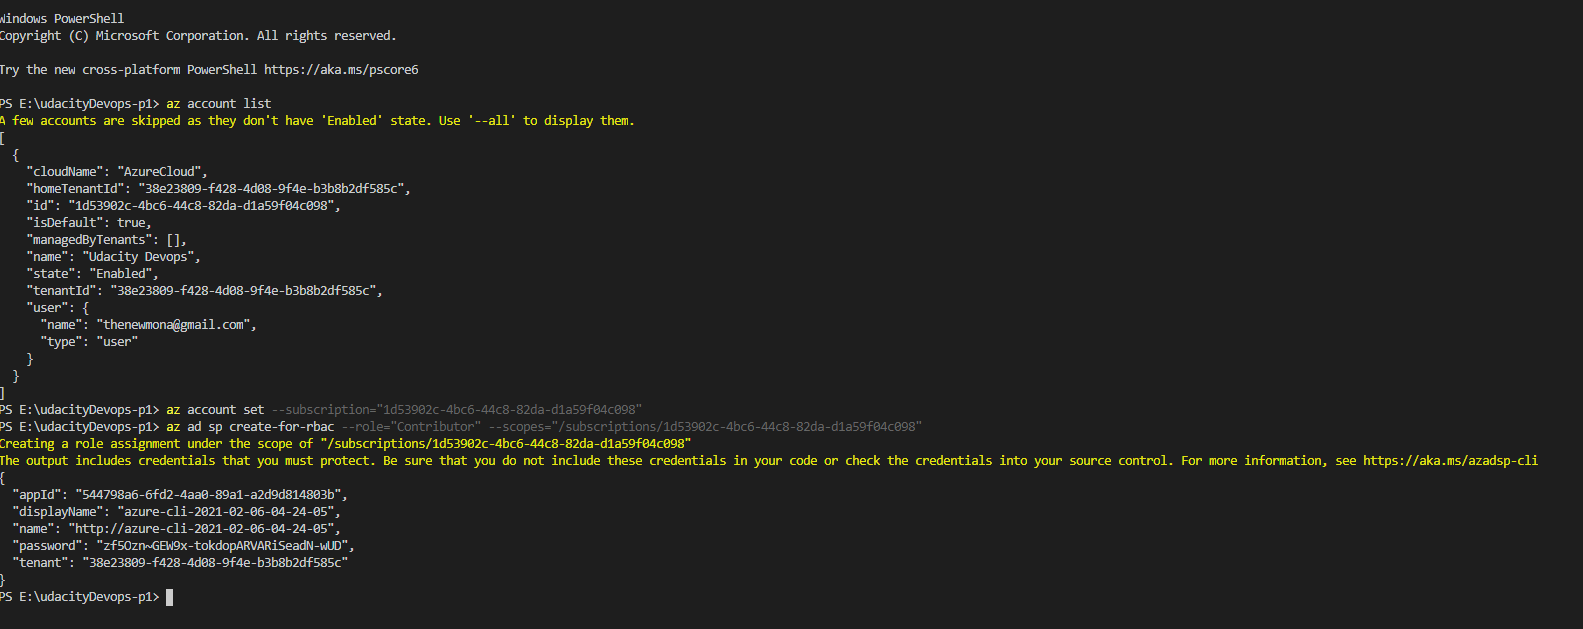 Windows PowerShell
Copyright (C) Microsoft Corporation. All rights reserved.
Try the new cross-platform PowerShell https://aka.ms/pscore6
PS E:\udacityDevops-p1> az account list
A few accounts are skipped as they don't have 'Enabled' state. Use '--all' to display them.
[
  {
    "cloudName": "AzureCloud",
    "homeTenantId": "38e23809-f428-4d08-9f4e-b3b8b2df585c",
    "id": "1d53902c-4bc6-44c8-82da-d1a59f04c098",
    "isDefault": true,
    "managedByTenants": [],
    "name": "Udacity Devops",
    "state": "Enabled",
    "tenantId": "38e23809-f428-4d08-9f4e-b3b8b2df585c",
    "user": {
      "name": "thenewmona@gmail.com",
      "type": "user"
    }
  }
]
PS E:\udacityDevops-p1> az account set --subscription="1d53902c-4bc6-44c8-82da-d1a59f04c098"
PS E:\udacityDevops-p1> az ad sp create-for-rbac --role="Contributor" --scopes="/subscriptions/1d53902c-4bc6-44c8-82da-d1a59f04c098"
Creating a role assignment under the scope of "/subscriptions/1d53902c-4bc6-44c8-82da-d1a59f04c098"
The output includes credentials that you must protect. Be sure that you do not include these credentials in your code or check the credentials into your source control. For more information, see https://aka.ms/azadsp-cli
{
  "appId": "544798a6-6fd2-4aa0-89a1-a2d9d814803b",
  "displayName": "azure-cli-2021-02-06-04-24-05",
  "name": "http://azure-cli-2021-02-06-04-24-05",
  "password": "zf5Ozn~GEW9x-tokdopARVARiSeadN-wUD",
  "tenant": "38e23809-f428-4d08-9f4e-b3b8b2df585c"
}
PS E:\udacityDevops-p1>